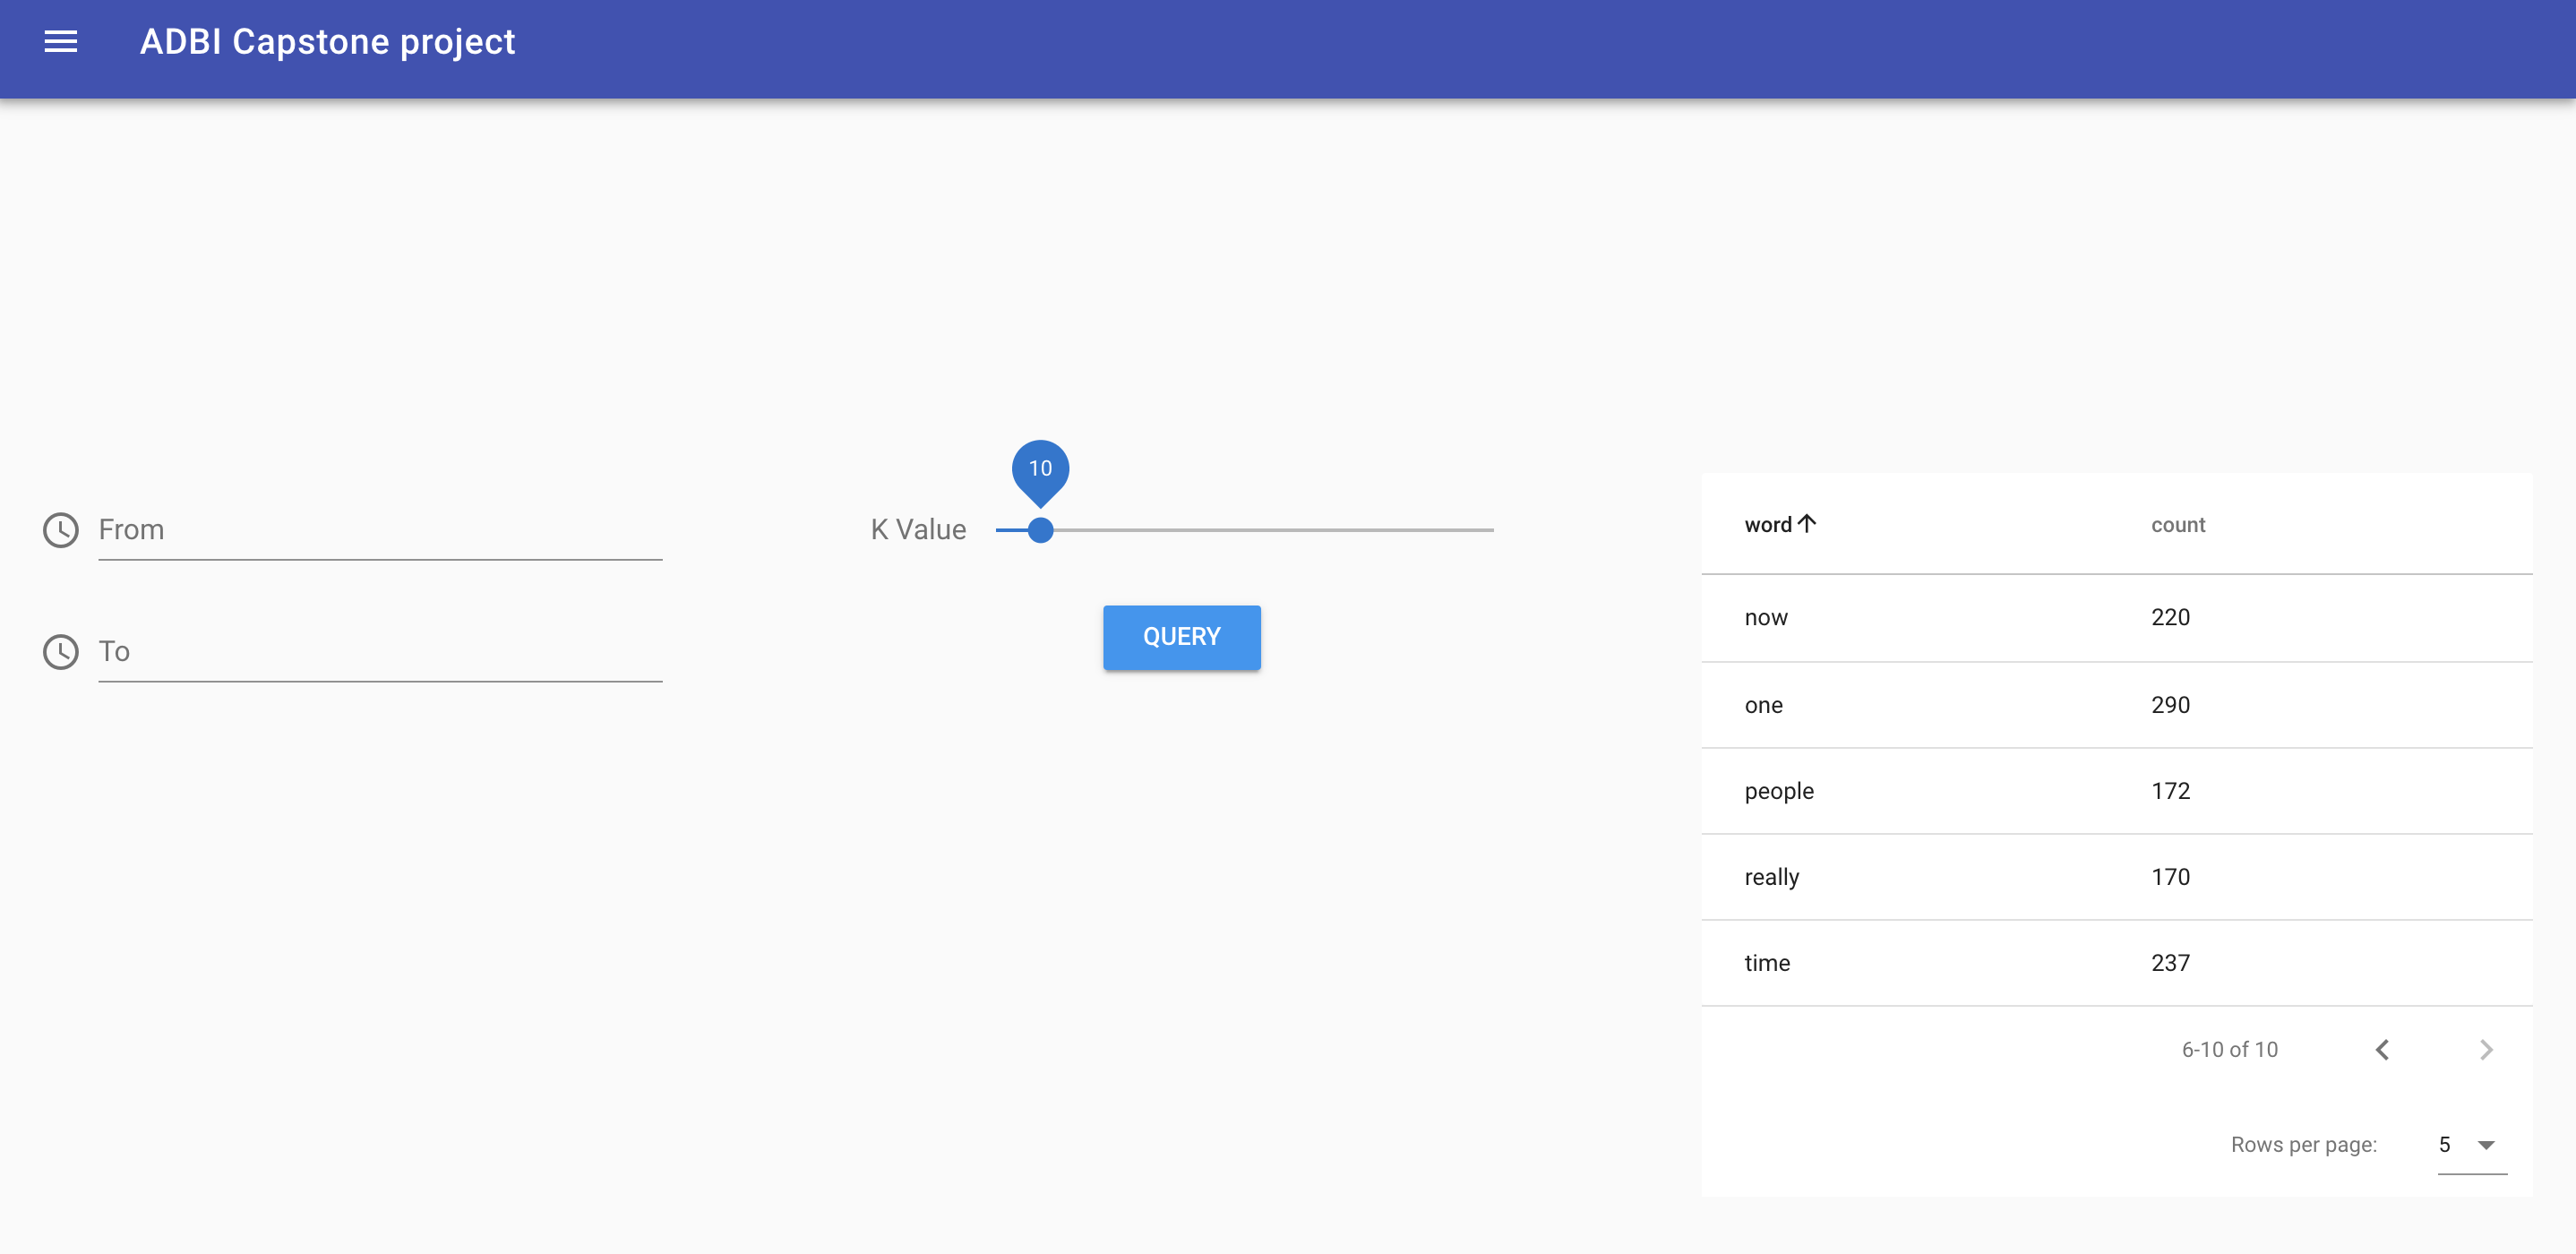 ADBI Capstone project
From
To
10
K Value
QUERY
word count
now 220
one 290
people 172
really 170
time 237
6-10 of 10
Rows per page: 5